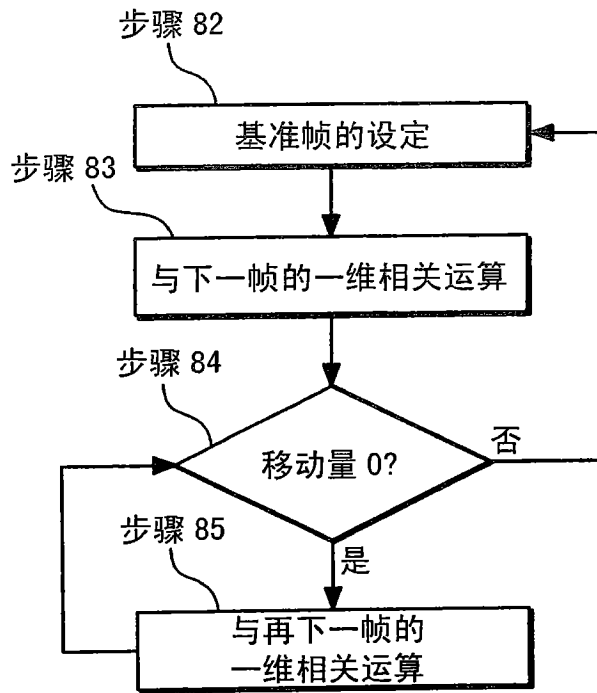 步骤 82
基准帧的设定
步骤 83
与下一帧的一维相关运算
步骤 84
移动量 0?
否
步骤 85
是
与再下一帧的
一维相关运算